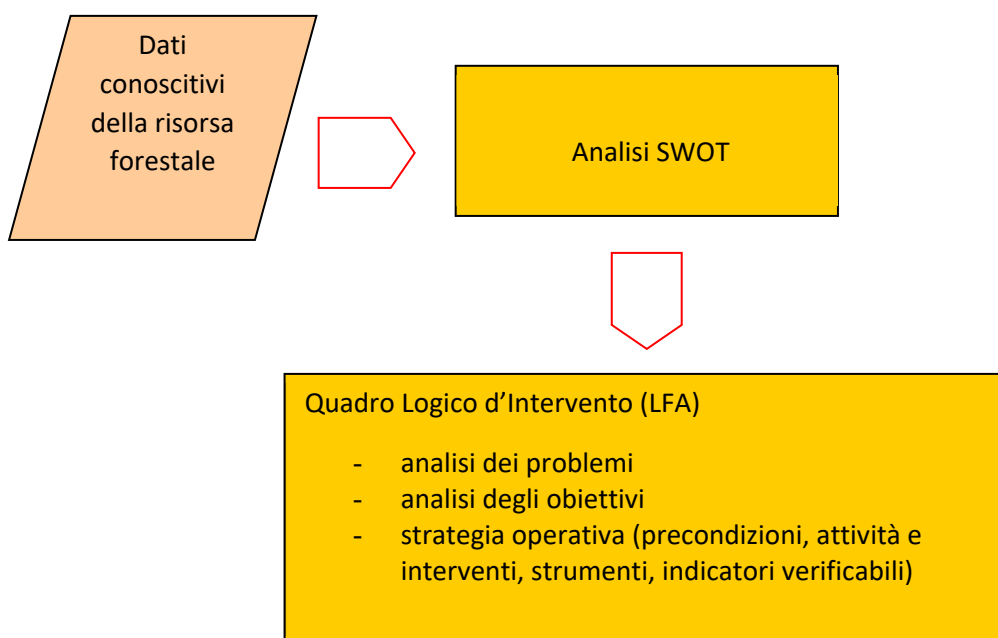 Dati
conoscitivi
della risorsa
forestale
Analisi SWOT
Quadro Logico d’Intervento (LFA)
- analisi dei problemi
- analisi degli obiettivi
- strategia operativa (precondizioni, attività e
interventi, strumenti, indicatori verificabili)